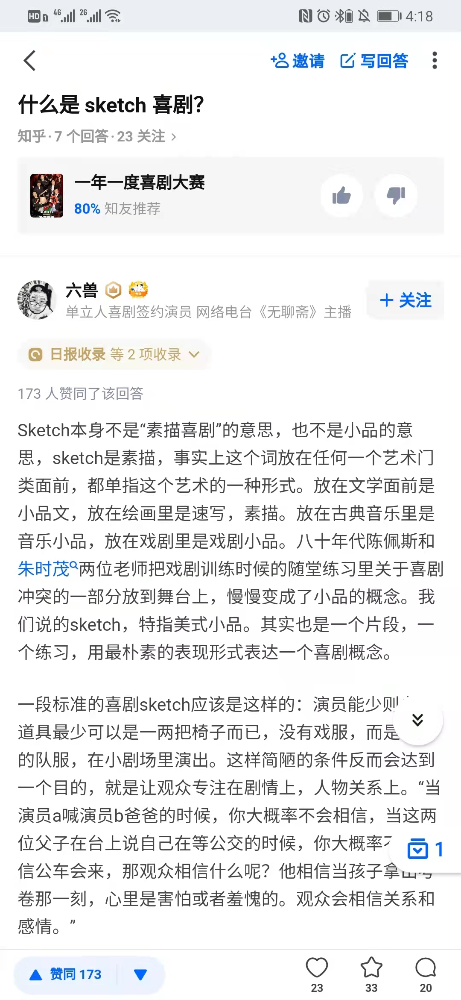 HD 1 4G 2G 4:18
邀请 写回答
什么是 sketch 喜剧?
知乎·7 个回答·23 关注
一年一度喜剧大赛
80% 知友推荐
六兽
单立人喜剧签约演员 网络电台《无聊斋》主播
+ 关注
日报收录 等 2 项收录
173 人赞同了该回答
Sketch本身不是“素描喜剧”的意思，也不是小品的意
思，sketch是素描，事实上这个词放在任何一个艺术门
类面前，都单指这个艺术的一种形式。放在文学面前是
小品文，放在绘画里是速写，素描。放在古典音乐里是
音乐小品，放在戏剧里是戏剧小品。八十年代陈佩斯和
朱时茂两位老师把戏剧训练时候的随堂练习里关于喜剧
冲突的一部分放到舞台上，慢慢变成了小品的概念。我
们说的sketch，特指美式小品。其实也是一个片段，一
个练习，用最朴素的表现形式表达一个喜剧概念。
一段标准的喜剧sketch应该是这样的：演员能少则
道具最少可以是一两把椅子而已，没有戏服，而是
的队服，在小剧场里演出。这样简陋的条件反而会达到
一个目的，就是让观众专注在剧情上，人物关系上。“当
演员a喊演员b爸爸的时候，你大概率不会相信，当这两
位父子在台上说自己在等公交的时候，你大概率
1
信公车会来，那观众相信什么呢？他相信当孩子拿出考
卷那一刻，心里是害怕或者羞愧的。观众会相信关系和
感情。”
赞同 173
23 33 20